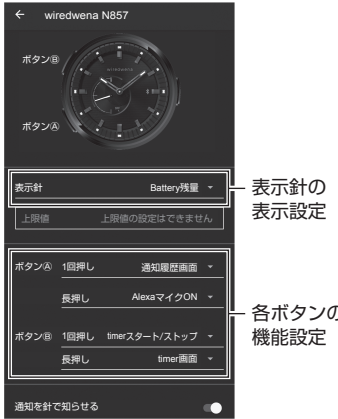 ← wiredwena N857
ボタンⒷ
ボタンⒶ
表示針 Battery残量
上限値 上限値の設定はできません
表示針の
表示設定
ボタンⒶ 1回押し 通知履歴画面
長押し AlexaマイクON
ボタンⒷ 1回押し timerスタート/ストップ
長押し timer画面
各ボタンの
機能設定
通知を針で知らせる